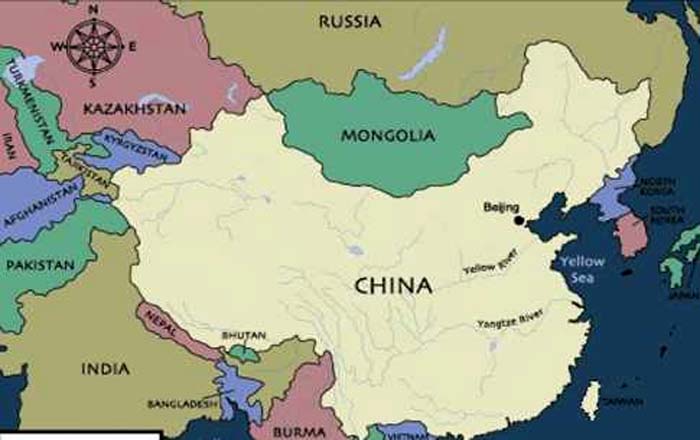 RUSSIA
N
W
E
S
TURKMENISTAN
KAZAKHSTAN
IRAN
KYRGYZSTAN
TAJIKISTAN
MONGOLIA
AFGHANISTAN
NORTH
KOREA
Beijing
SOUTH
KOREA
PAKISTAN
Yellow River
Yellow
Sea
CHINA
JAPAN
NEPAL
Yangtze River
BHUTAN
INDIA
BANGLADESH
TAIWAN
BURMA
VIETNAM